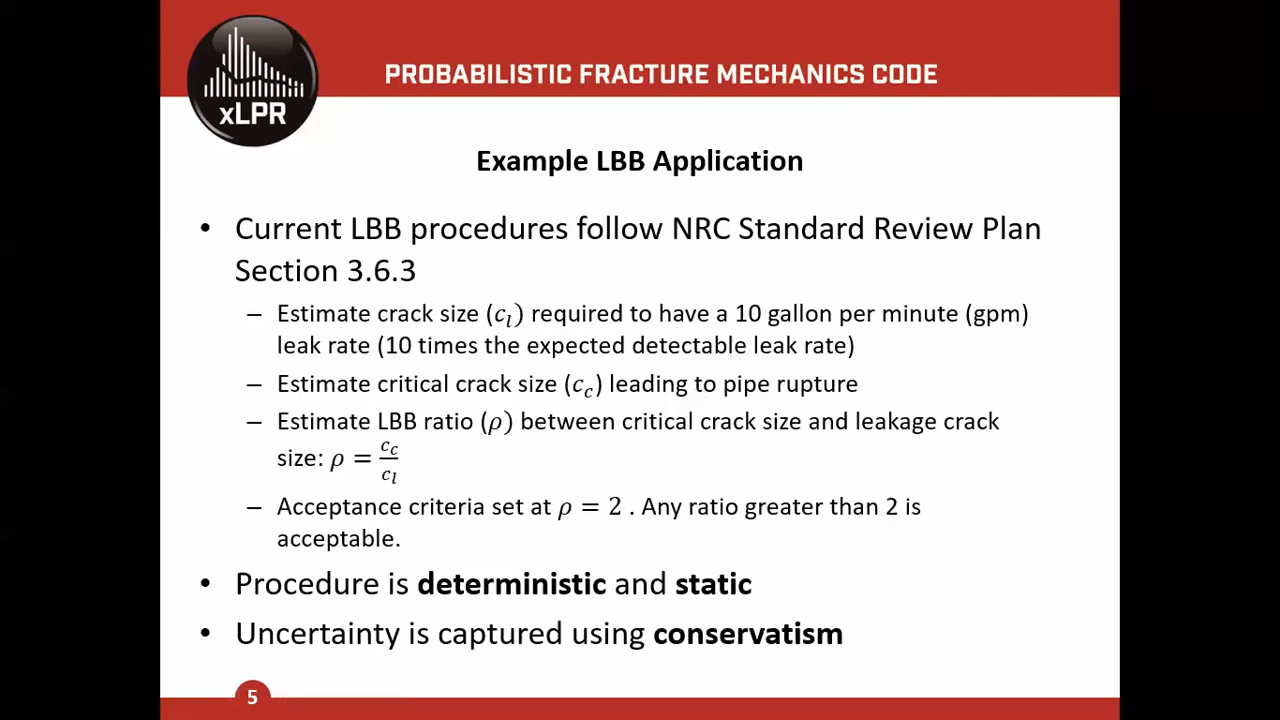 xLPR
PROBABILISTIC FRACTURE MECHANICS CODE
Example LBB Application
• Current LBB procedures follow NRC Standard Review Plan
Section 3.6.3
– Estimate crack size (c_l) required to have a 10 gallon per minute (gpm)
leak rate (10 times the expected detectable leak rate)
– Estimate critical crack size (c_c) leading to pipe rupture
– Estimate LBB ratio (ρ) between critical crack size and leakage crack
size: ρ = c_c/c_l
– Acceptance criteria set at ρ = 2 . Any ratio greater than 2 is
acceptable.
• Procedure is deterministic and static
• Uncertainty is captured using conservatism
5